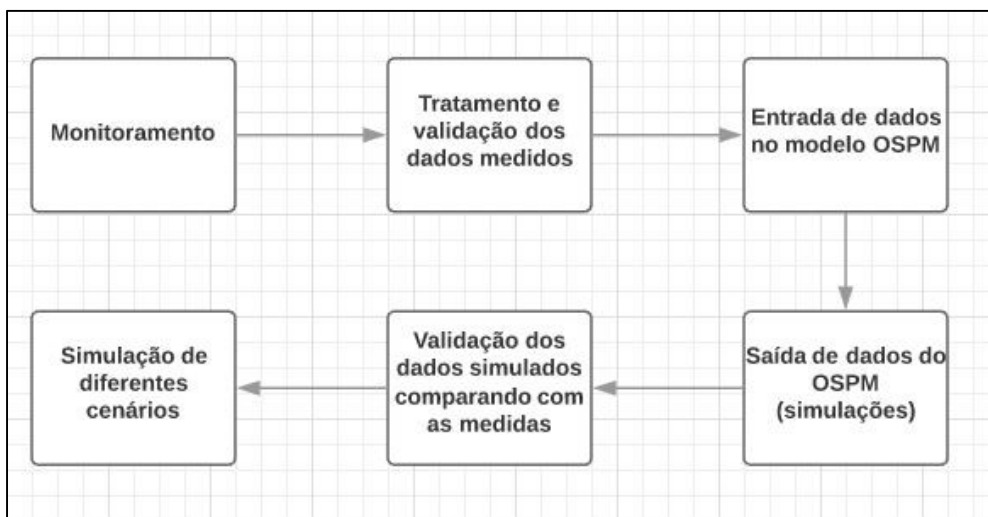 Monitoramento
Tratamento e
validação dos
dados medidos
Entrada de dados
no modelo OSPM
Saída de dados do
OSPM
(simulações)
Validação dos
dados simulados
comparando com
as medidas
Simulação de
diferentes
cenários